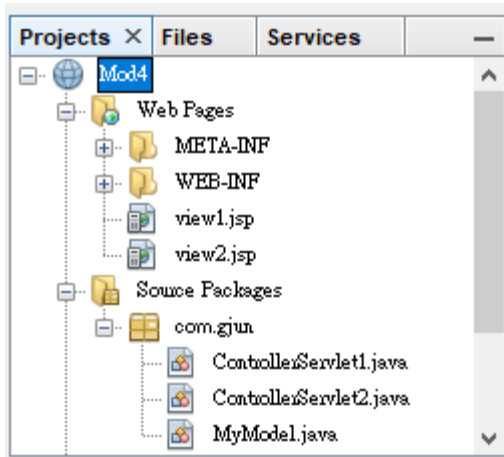 Projects × Files Services
Mod4
Web Pages
META-INF
WEB-INF
view1.jsp
view2.jsp
Source Packages
com.gjun
ControllerServlet1.java
ControllerServlet2.java
MyModel.java